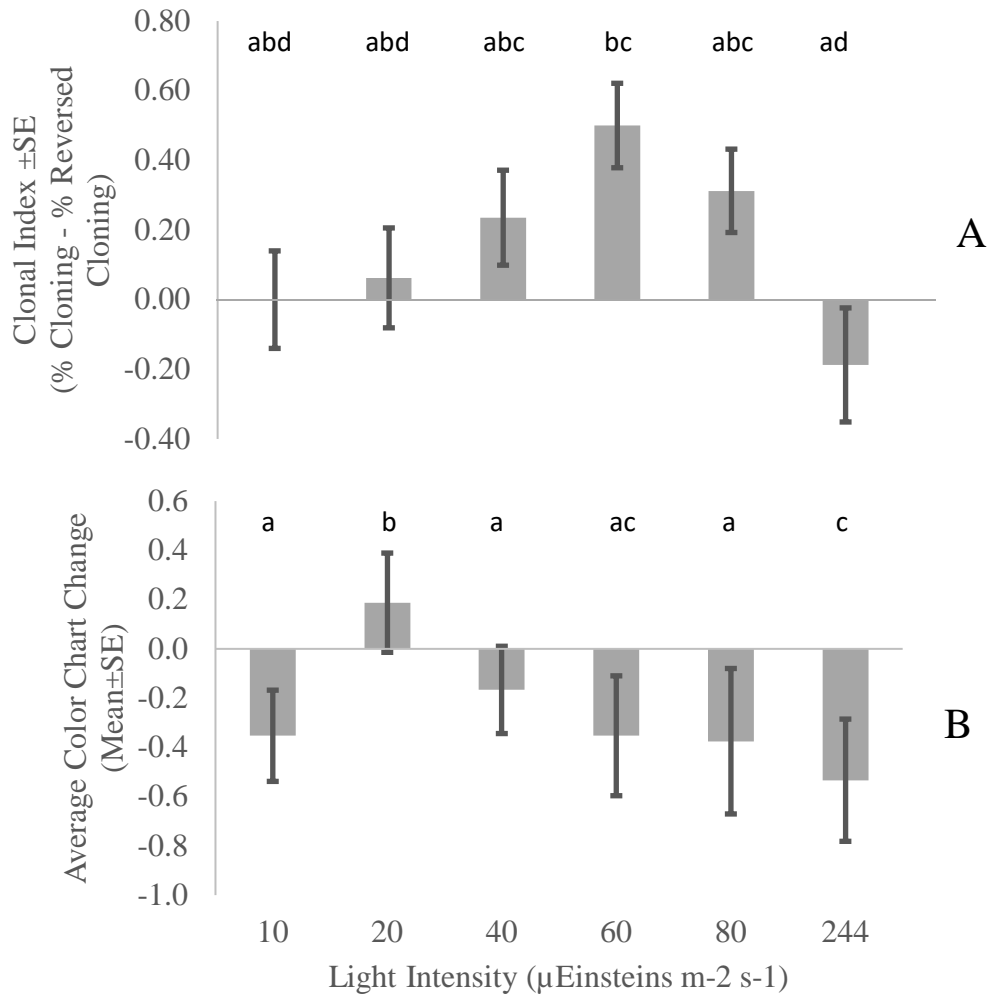 0.80
0.60
0.40
0.20
0.00
-0.20
-0.40
Clonal Index ±SE
(% Cloning - % Reversed
Cloning)
abd abd abc bc abc ad
A
0.6
0.4
0.2
0.0
-0.2
-0.4
-0.6
-0.8
-1.0
Average Color Chart Change
(Mean±SE)
a b a ac a c
B
10 20 40 60 80 244
Light Intensity (µEinsteins m-2 s-1)